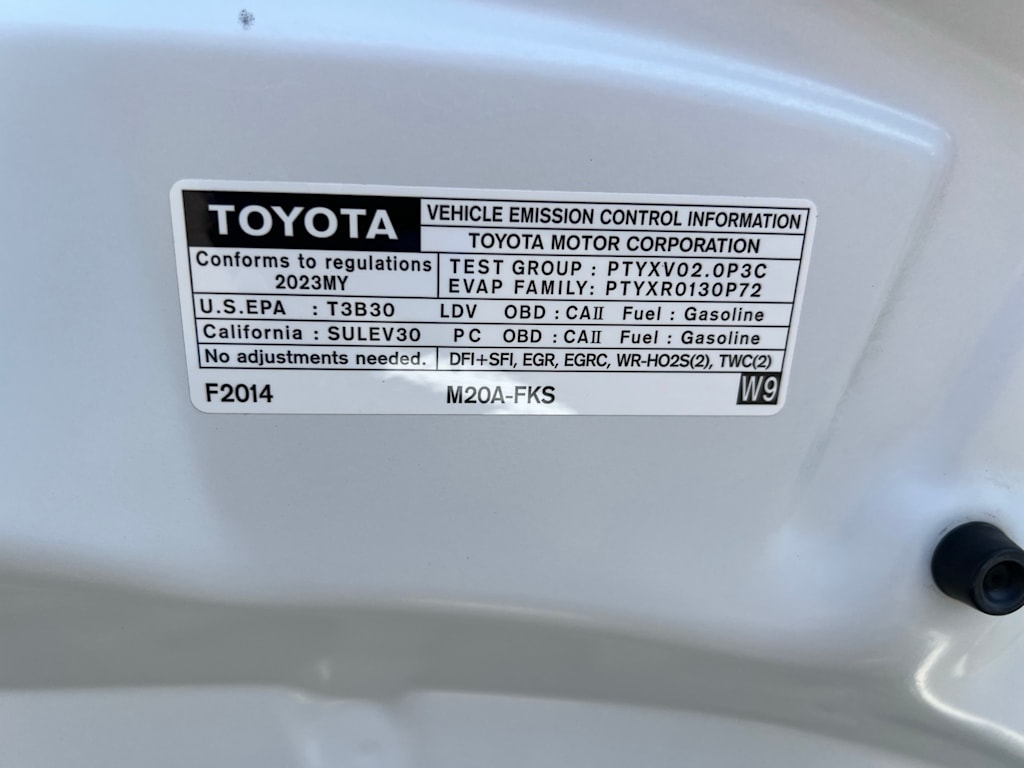 TOYOTA
VEHICLE EMISSION CONTROL INFORMATION
TOYOTA MOTOR CORPORATION
Conforms to regulations
2023MY
TEST GROUP : PTYXV02.0P3C
EVAP FAMILY: PTYXR0130P72
U.S.EPA : T3B30 LDV OBD : CAII Fuel : Gasoline
California : SULEV30 PC OBD : CAII Fuel : Gasoline
No adjustments needed. DFI+SFI, EGR, EGRC, WR-HO2S(2), TWC(2)
F2014 M20A-FKS W9